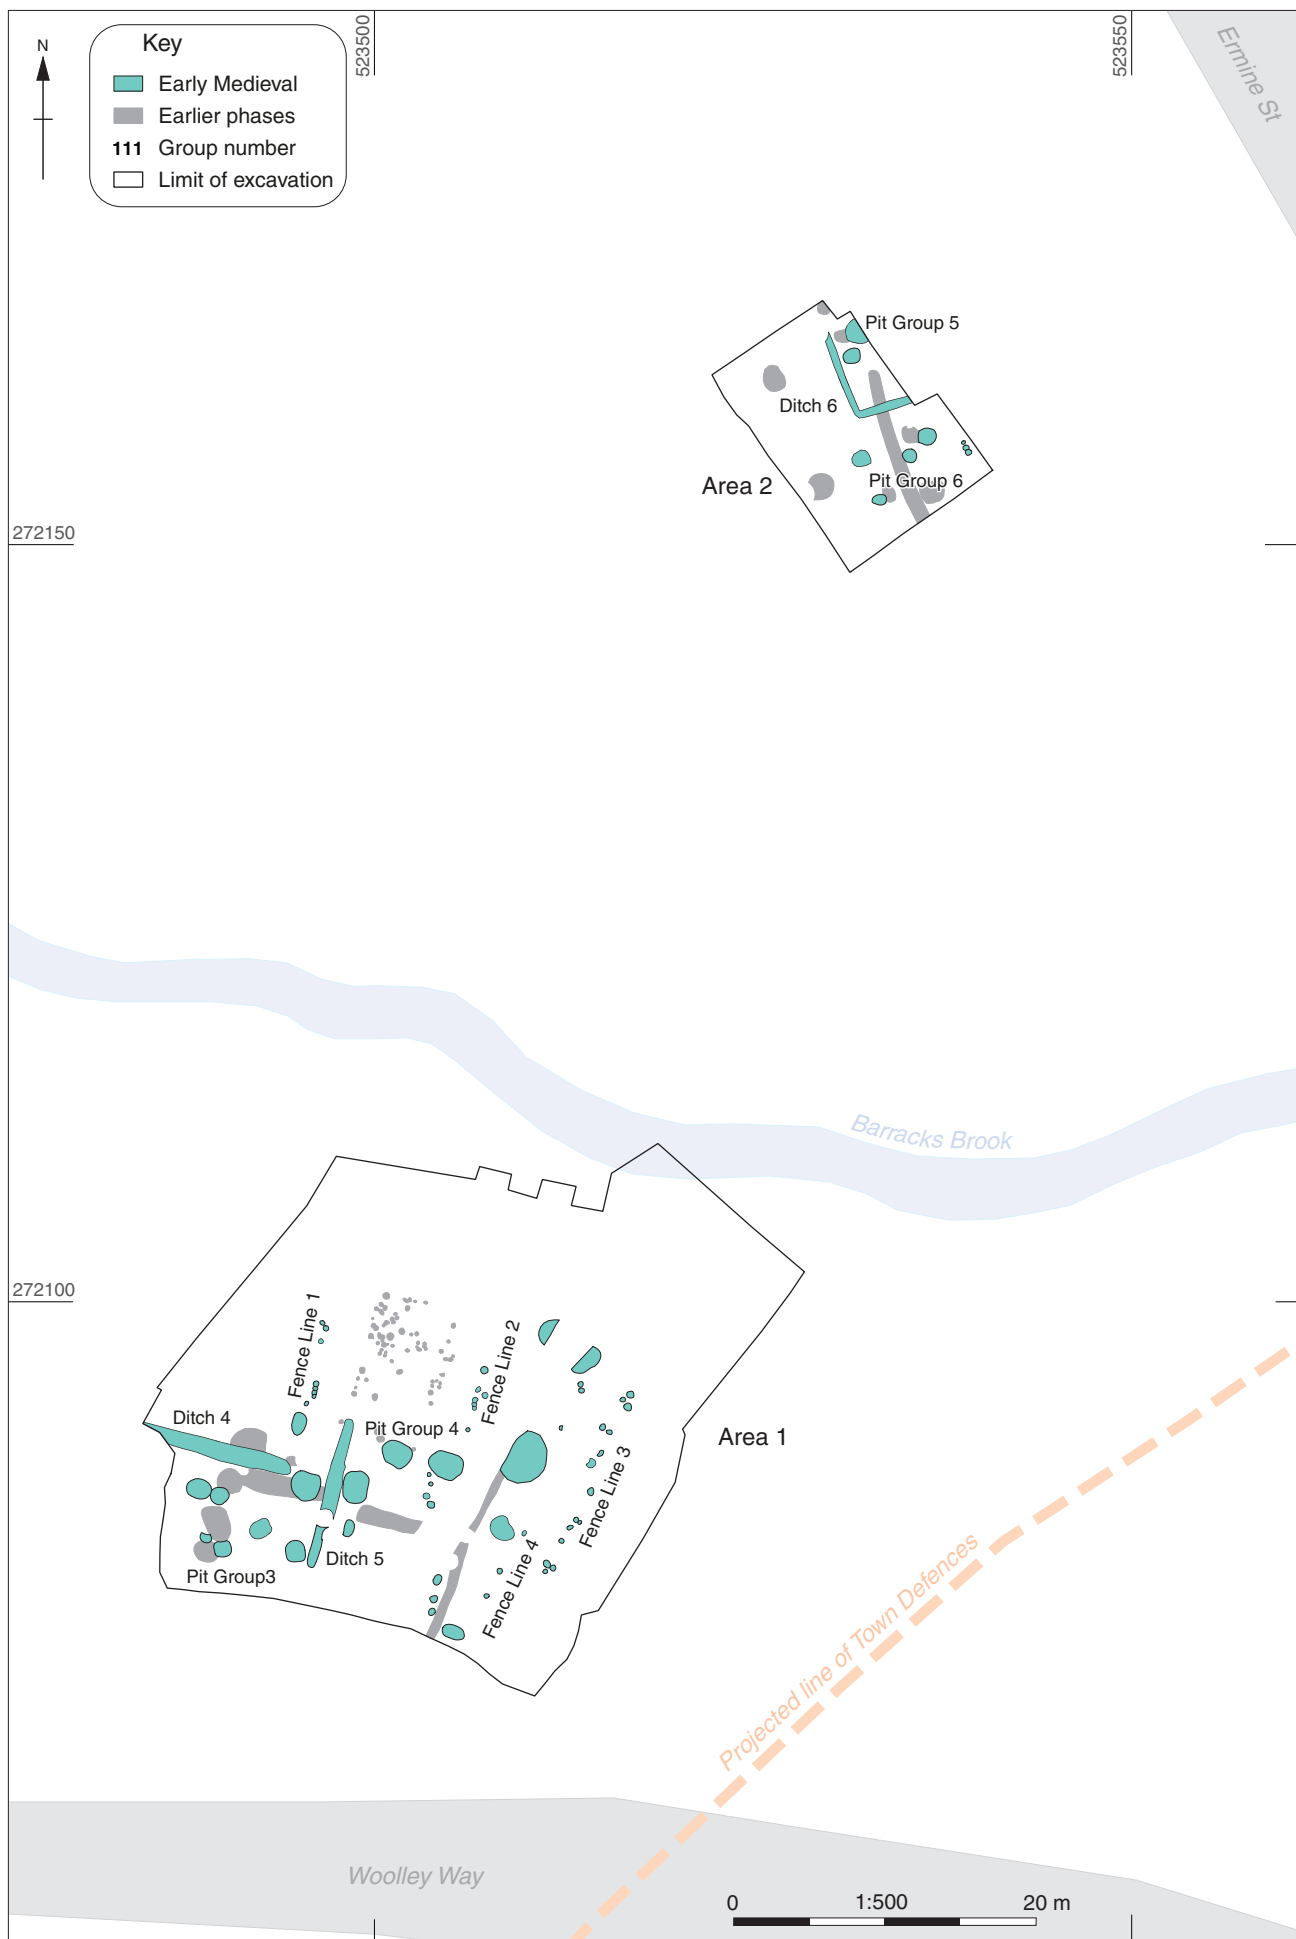 N
Key
Early Medieval
Earlier phases
111 Group number
Limit of excavation
523500
523550
Ermine St
Pit Group 5
Ditch 6
Area 2
Pit Group 6
272150
Barracks Brook
272100
Fence Line 1
Fence Line 2
Ditch 4
Pit Group 4
Area 1
Fence Line 3
Ditch 5
Pit Group3
Fence Line 4
Projected line of Town Defences
Woolley Way
0 1:500 20 m